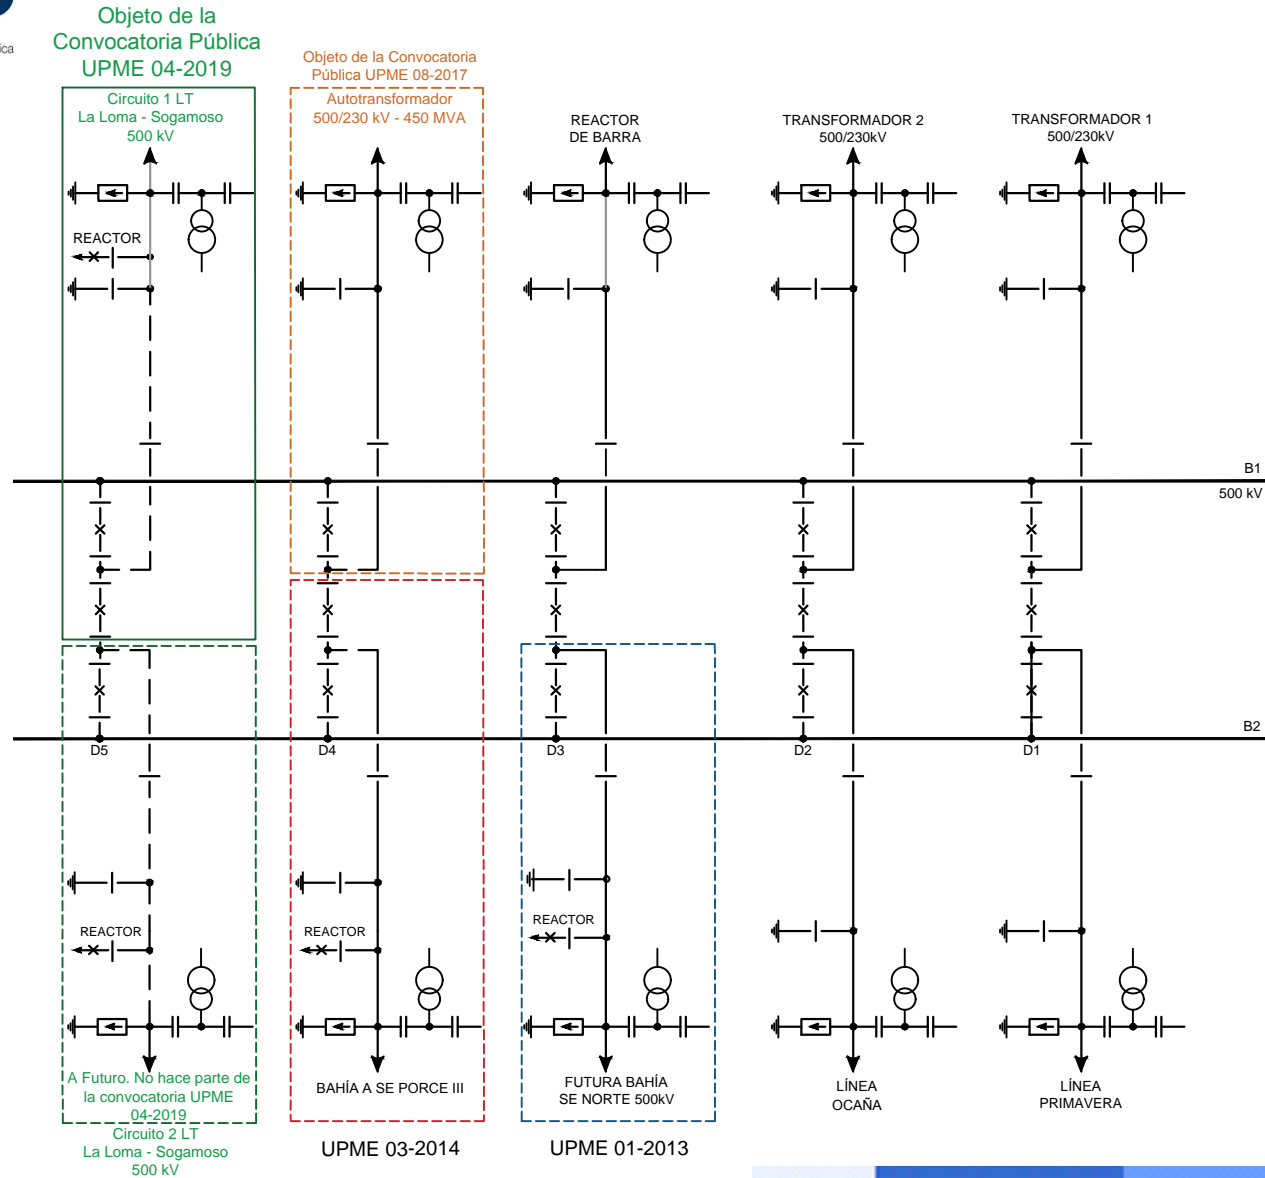 ica
Objeto de la
Convocatoria Pública
UPME 04-2019
Circuito 1 LT
La Loma - Sogamoso
500 kV
Objeto de la Convocatoria
Pública UPME 08-2017
Autotransformador
500/230 kV - 450 MVA
REACTOR
DE BARRA
TRANSFORMADOR 2
500/230kV
TRANSFORMADOR 1
500/230kV
REACTOR
B1
500 kV
B2
D5
D4
D3
D2
D1
REACTOR
REACTOR
REACTOR
A Futuro. No hace parte de
la convocatoria UPME
04-2019
Circuito 2 LT
La Loma - Sogamoso
500 kV
BAHÍA A SE PORCE III
UPME 03-2014
FUTURA BAHÍA
SE NORTE 500kV
UPME 01-2013
LÍNEA
OCAÑA
LÍNEA
PRIMAVERA